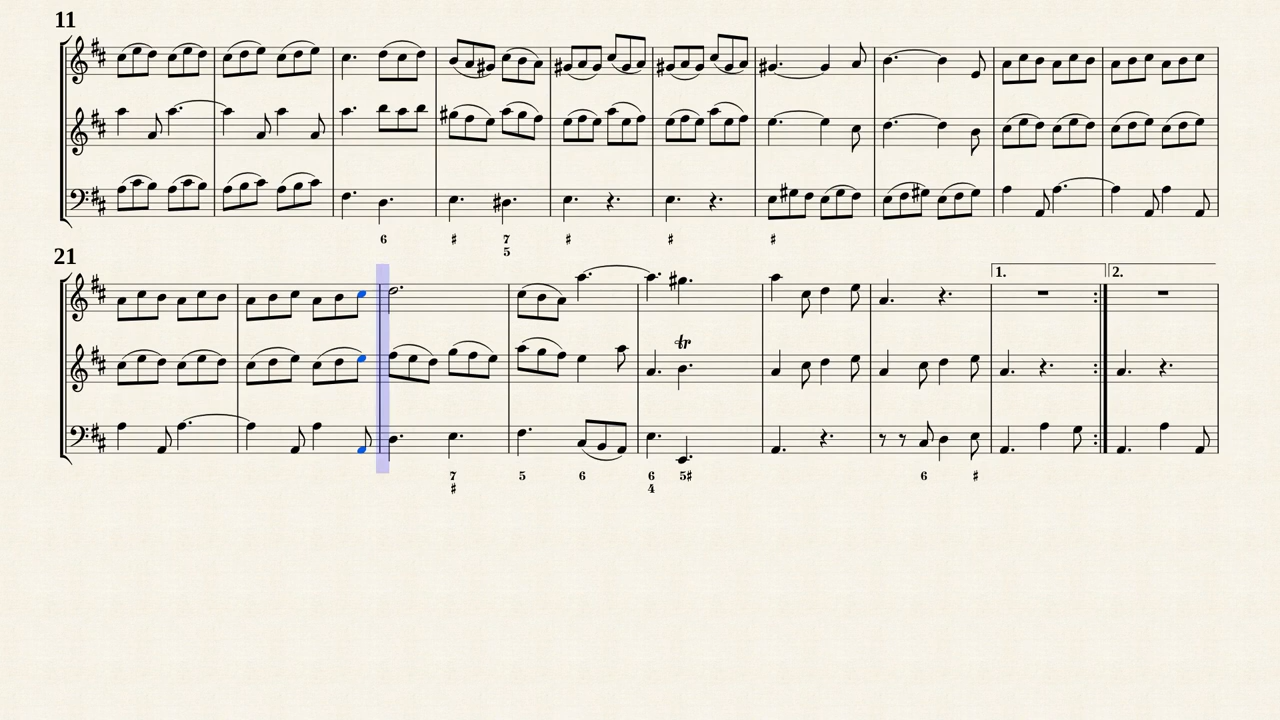 11
6 ♯ 7 ♯ ♯ ♯
5
21
1. 2.
tr
7 5 6 6 5♯ 6 ♯
♯ 4